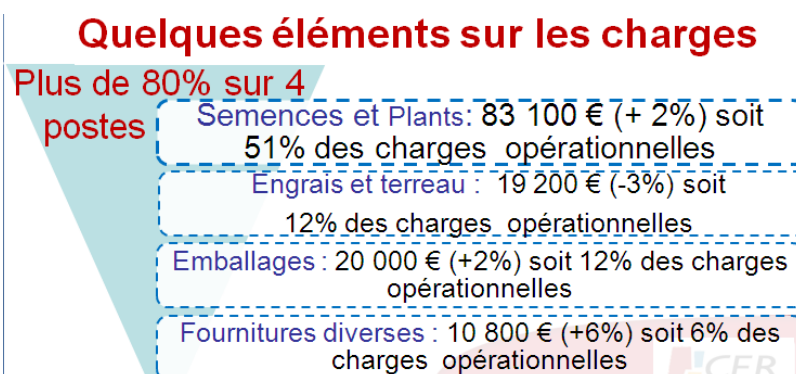 Quelques éléments sur les charges
Plus de 80% sur 4
postes
Semences et Plants: 83 100 € (+ 2%) soit
51% des charges opérationnelles
Engrais et terreau : 19 200 € (-3%) soit
12% des charges opérationnelles
Emballages : 20 000 € (+2%) soit 12% des charges
opérationnelles
Fournitures diverses : 10 800 € (+6%) soit 6% des
charges opérationnelles
CER